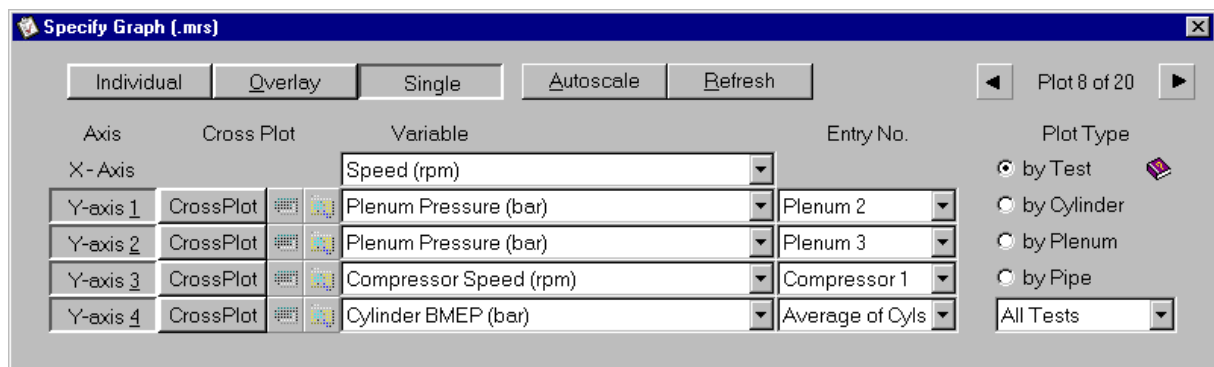 Specify Graph (.mrs)
Individual Overlay Single Autoscale Refresh Plot 8 of 20
Axis Cross Plot Variable Entry No. Plot Type
X - Axis Speed (rpm) by Test
Y-axis 1 CrossPlot Plenum Pressure (bar) Plenum 2 by Cylinder
Y-axis 2 CrossPlot Plenum Pressure (bar) Plenum 3 by Plenum
Y-axis 3 CrossPlot Compressor Speed (rpm) Compressor 1 by Pipe
Y-axis 4 CrossPlot Cylinder BMEP (bar) Average of Cyls All Tests